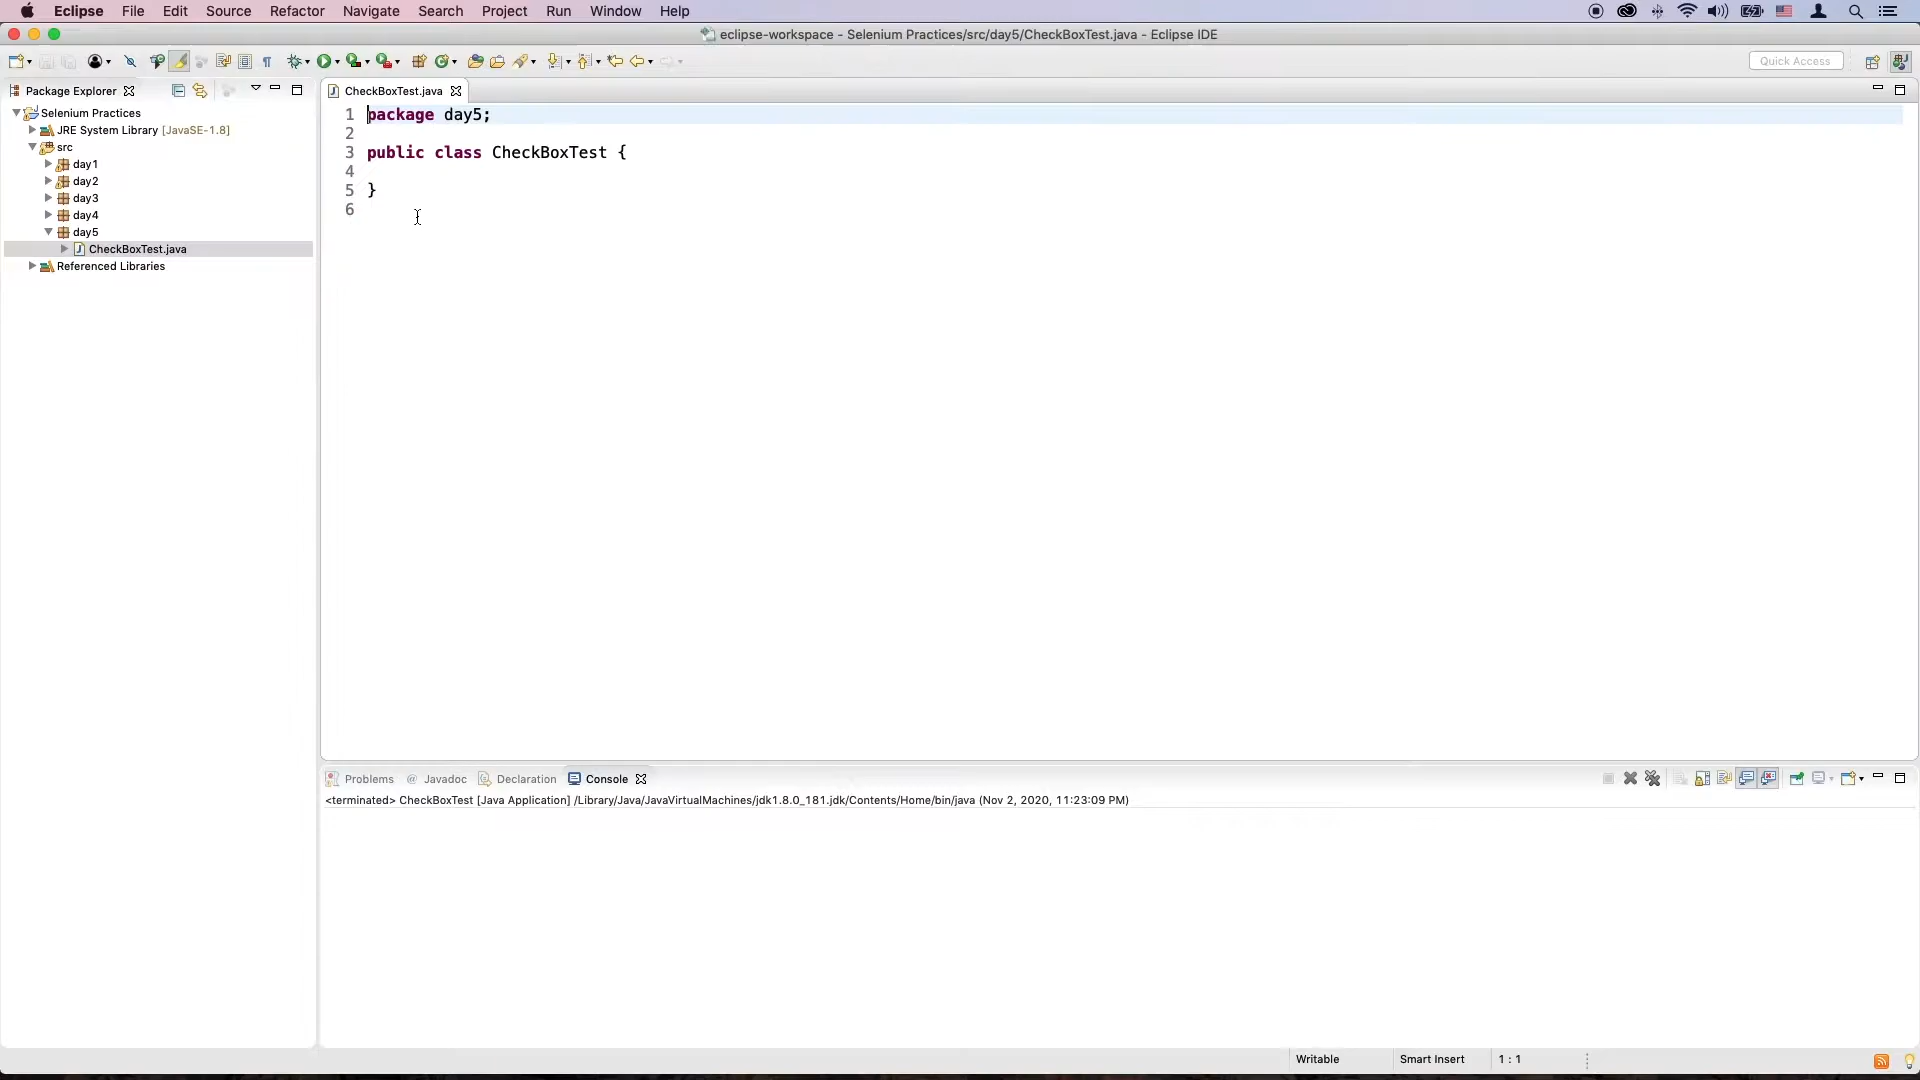 Eclipse File Edit Source Refactor Navigate Search Project Run Window Help
eclipse-workspace - Selenium Practices/src/day5/CheckBoxTest.java - Eclipse IDE
Quick Access
Package Explorer
Selenium Practices
JRE System Library [JavaSE-1.8]
src
day1
day2
day3
day4
day5
CheckBoxTest.java
Referenced Libraries
CheckBoxTest.java
1 package day5;
2
3 public class CheckBoxTest {
4
5 }
6
Problems @ Javadoc Declaration Console
<terminated> CheckBoxTest [Java Application] /Library/Java/JavaVirtualMachines/jdk1.8.0_181.jdk/Contents/Home/bin/java (Nov 2, 2020, 11:23:09 PM)
Writable Smart Insert 1 : 1